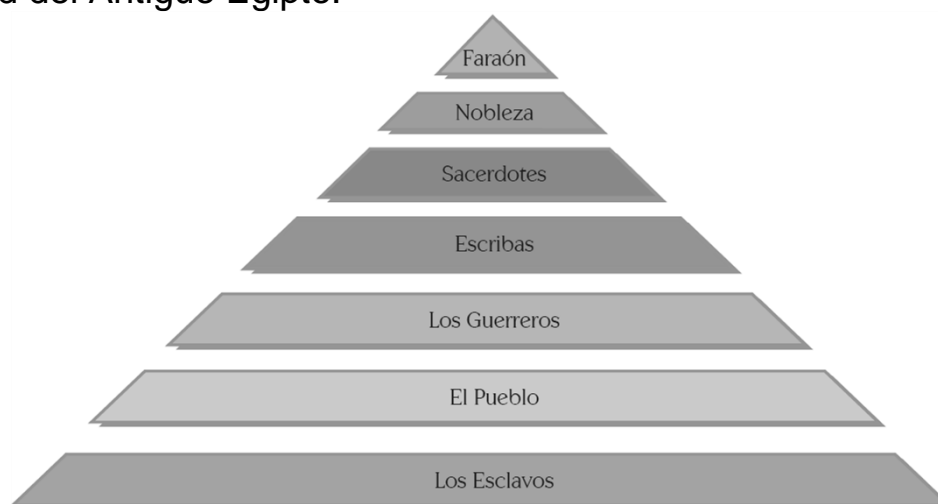 del Antiguo Egipto.
Faraón
Nobleza
Sacerdotes
Escribas
Los Guerreros
El Pueblo
Los Esclavos